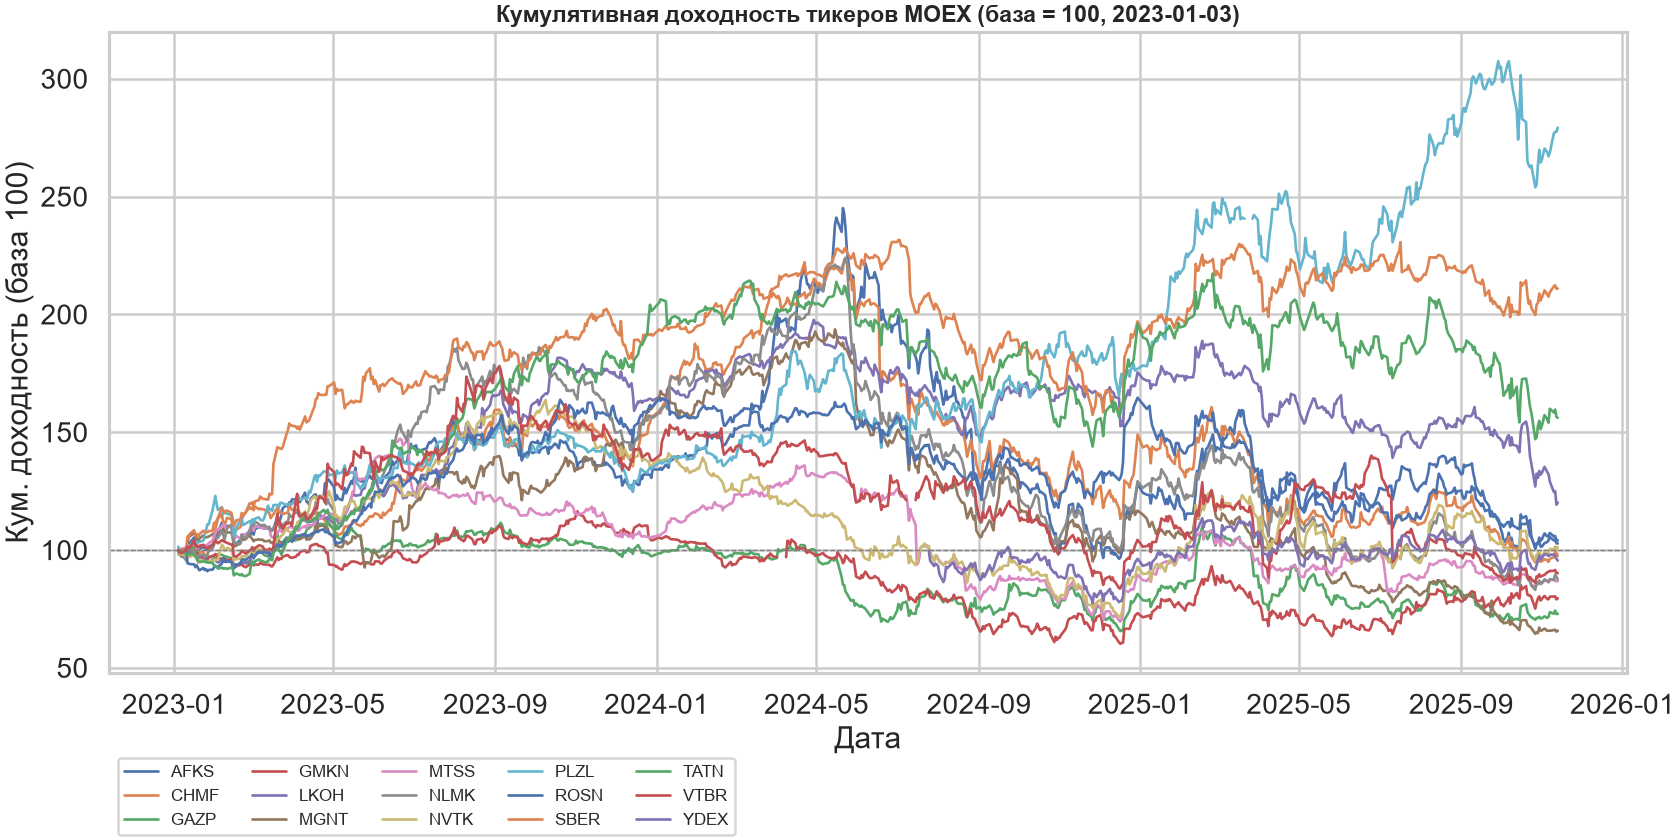 Кумулятивная доходность тикеров MOEX (база = 100, 2023-01-03)
Кум. доходность (база 100)
300
250
200
150
100
50
2023-01 2023-05 2023-09 2024-01 2024-05 2024-09 2025-01 2025-05 2025-09 2026-01
Дата
AFKS GMKN MTSS PLZL TATN
CHMF LKOH NLMK ROSN VTBR
GAZP MGNT NVTK SBER YDEX